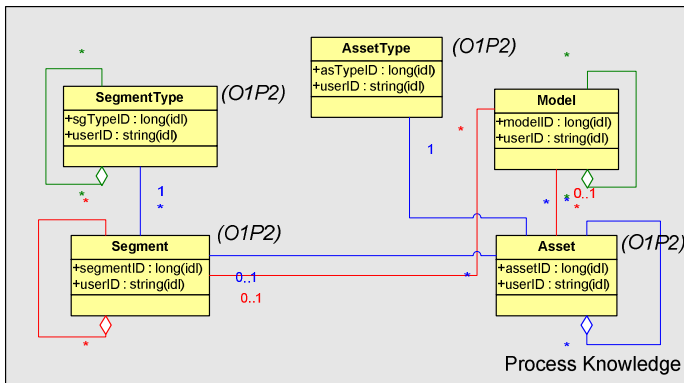 *
AssetType
(O1P2)
+asTypeID : long(idl)
+userID : string(idl)
*
SegmentType
(O1P2)
+sgTypeID : long(idl)
+userID : string(idl)
Model
+modelID : long(idl)
+userID : string(idl)
*
1
*
*
1
*
*
* 0..1
* * *
Segment
(O1P2)
+segmentID : long(idl)
+userID : string(idl)
Asset
(O1P2)
+assetID : long(idl)
+userID : string(idl)
0..1
*
0..1
*
*
Process Knowledge